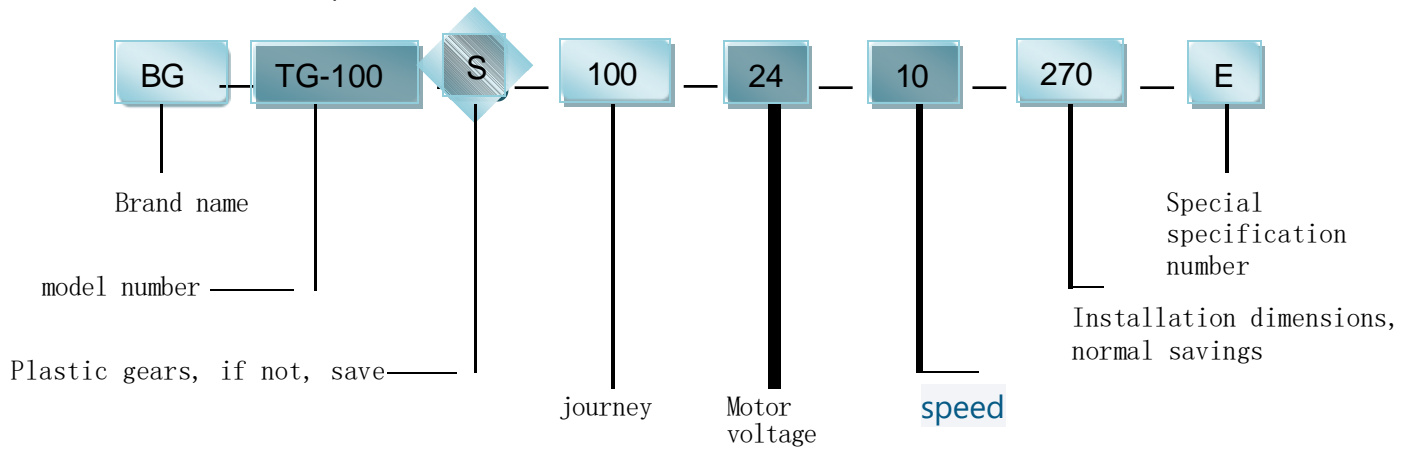 BG — TG-100 S — 100 — 24 — 10 — 270 — E
Brand name
Special
specification
number
model number
Installation dimensions,
normal savings
Plastic gears, if not, save
journey
Motor
voltage
speed